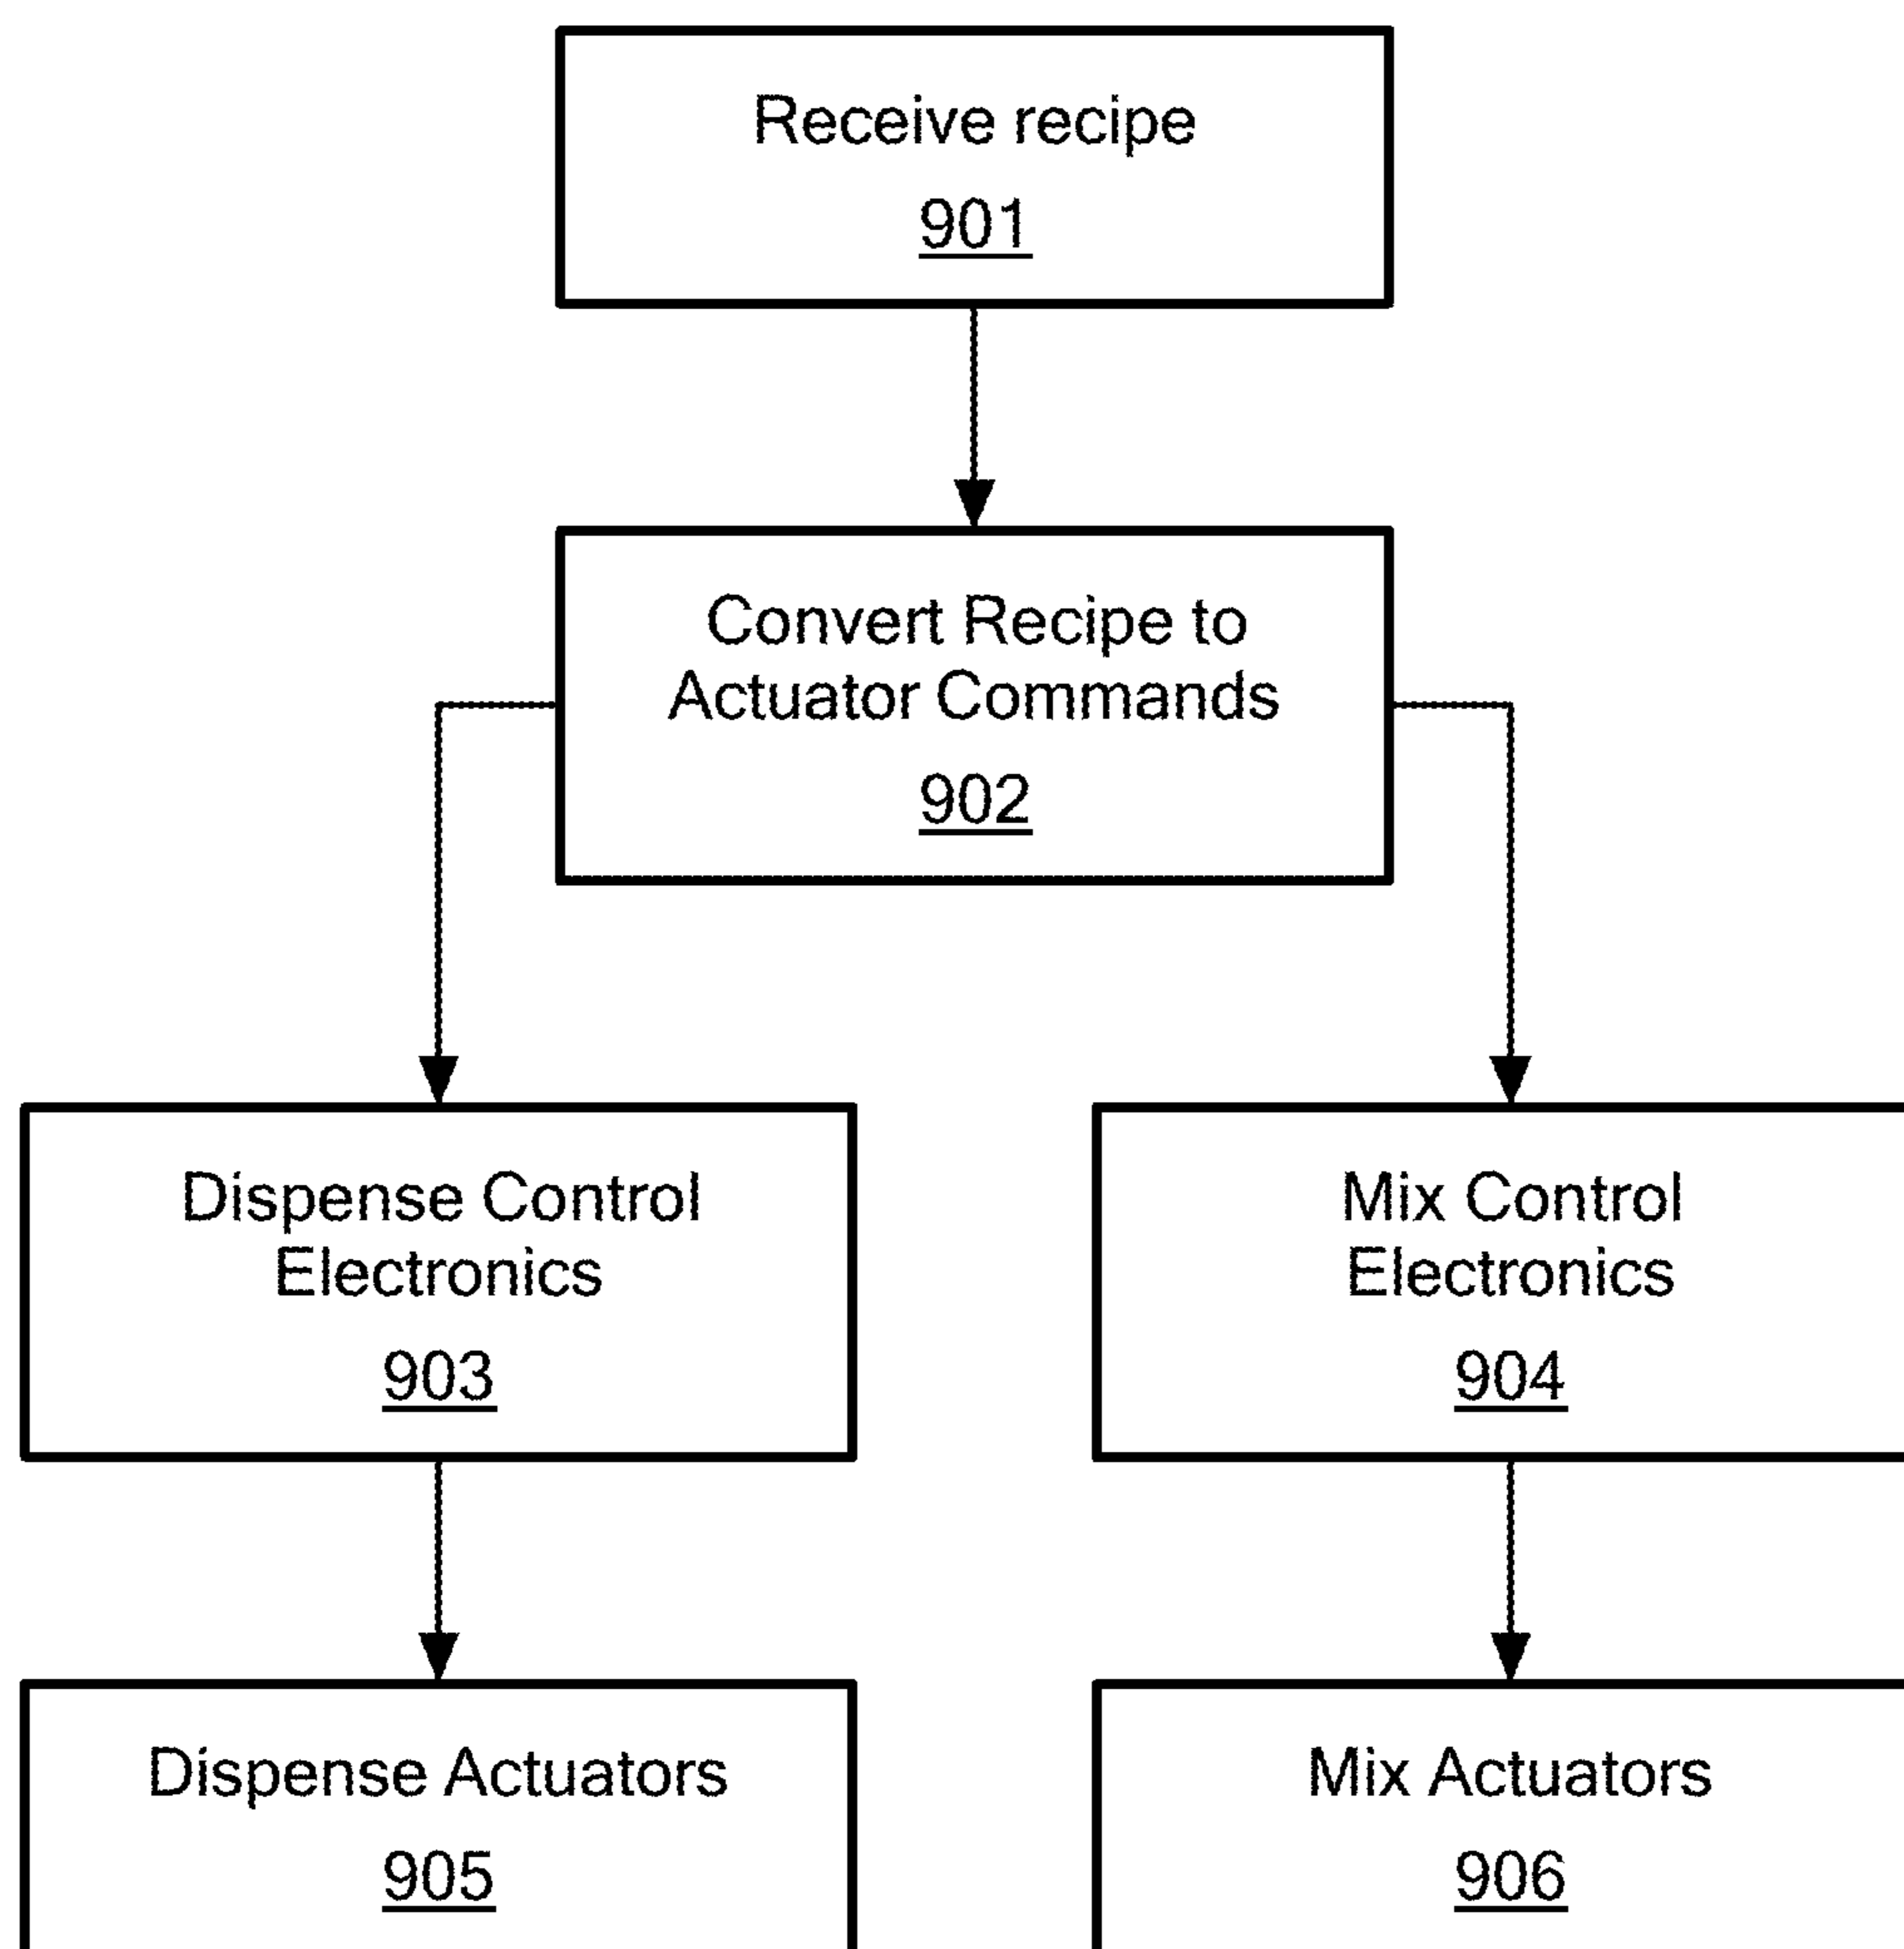 Receive recipe
901
Convert Recipe to
Actuator Commands
902
Dispense Control
Electronics
903
Mix Control
Electronics
904
Dispense Actuators
905
Mix Actuators
906